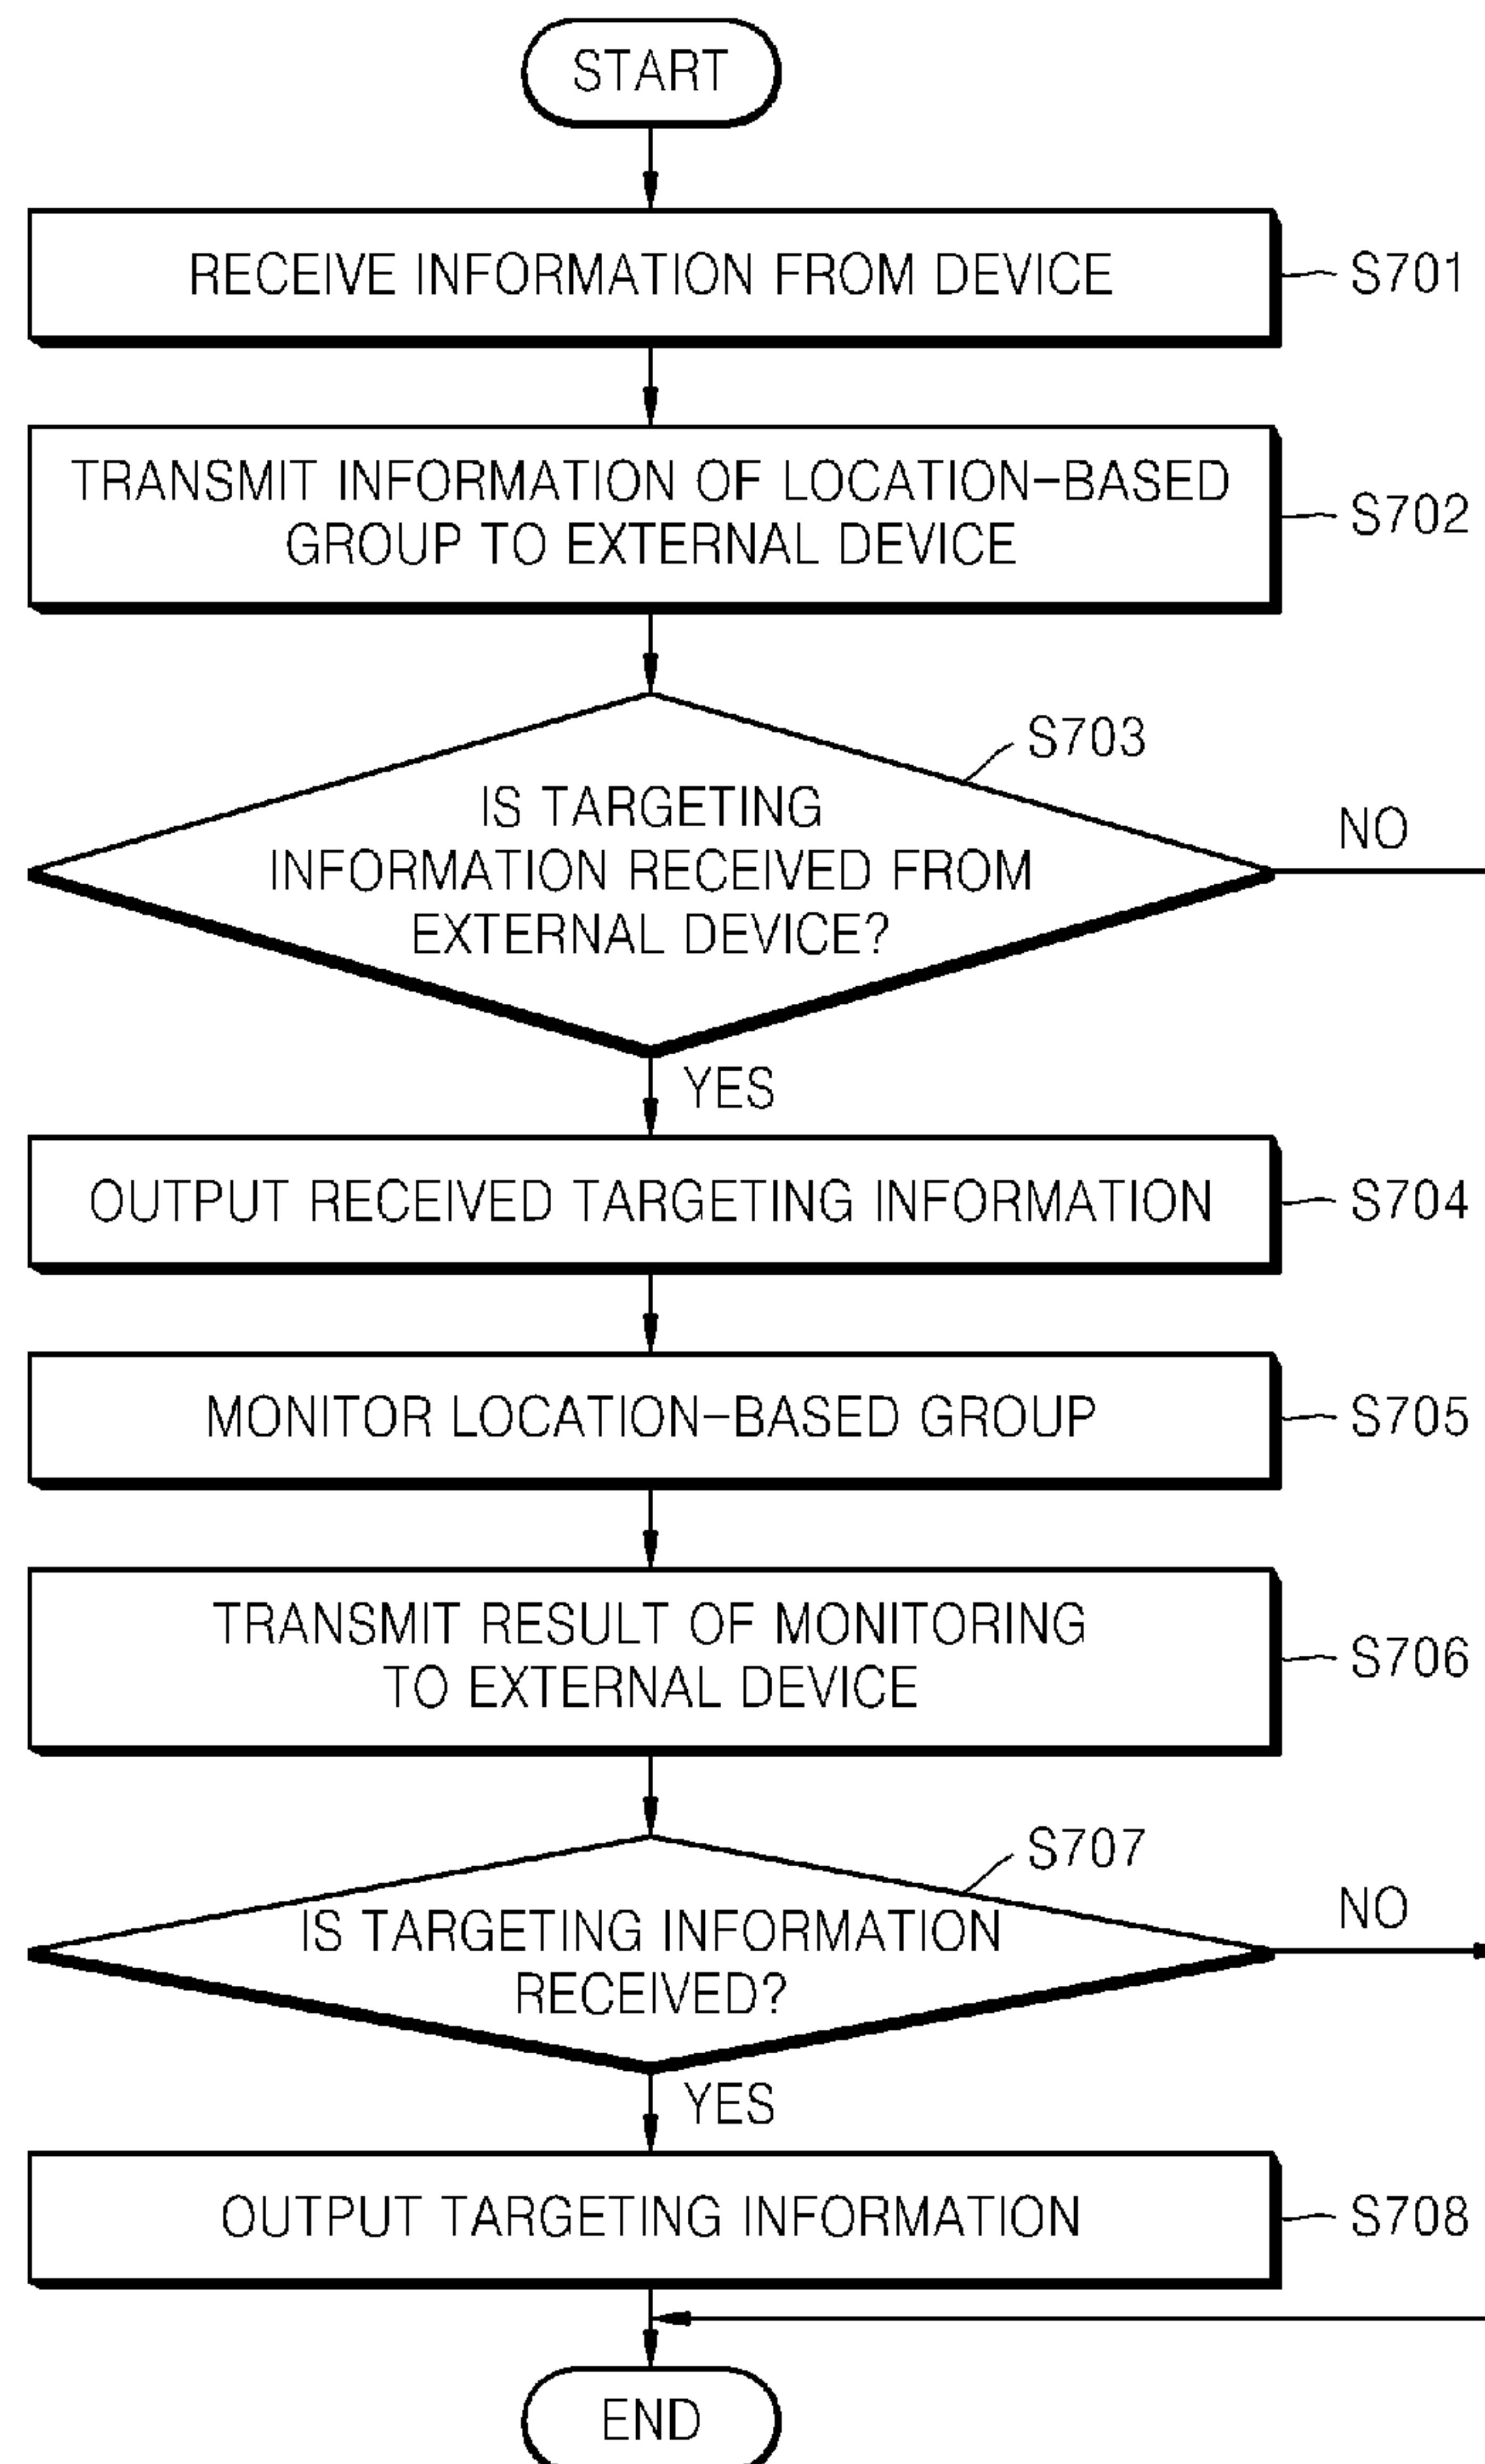 START
RECEIVE INFORMATION FROM DEVICE
S701
TRANSMIT INFORMATION OF LOCATION-BASED
GROUP TO EXTERNAL DEVICE
S702
S703
IS TARGETING
INFORMATION RECEIVED FROM
EXTERNAL DEVICE?
NO
YES
OUTPUT RECEIVED TARGETING INFORMATION
S704
MONITOR LOCATION-BASED GROUP
S705
TRANSMIT RESULT OF MONITORING
TO EXTERNAL DEVICE
S706
S707
IS TARGETING INFORMATION
RECEIVED?
NO
YES
OUTPUT TARGETING INFORMATION
S708
END